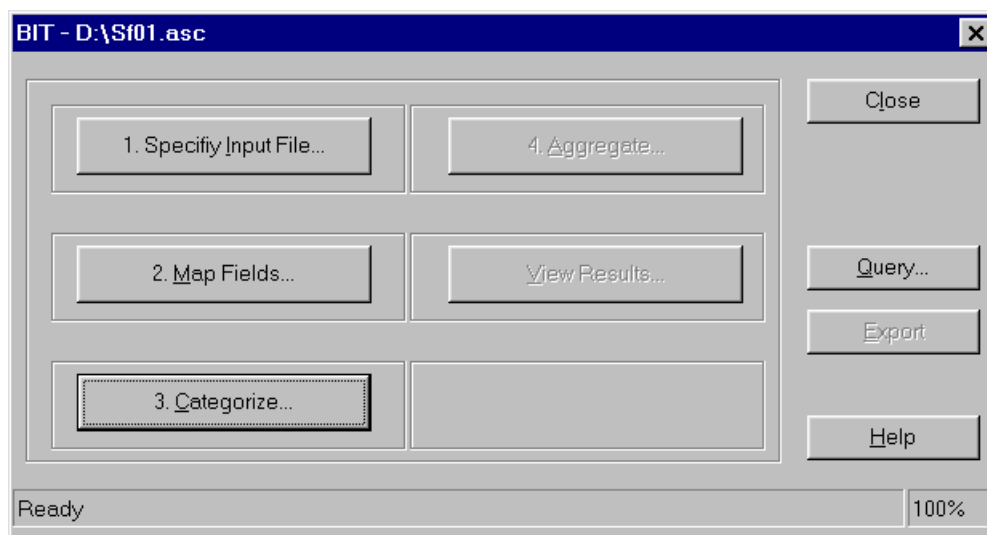 BIT - D:\Sf01.asc
1. Specifiy Input File...
4. Aggregate...
Close
2. Map Fields...
View Results...
Query...
Export
3. Categorize...
Help
Ready
100%